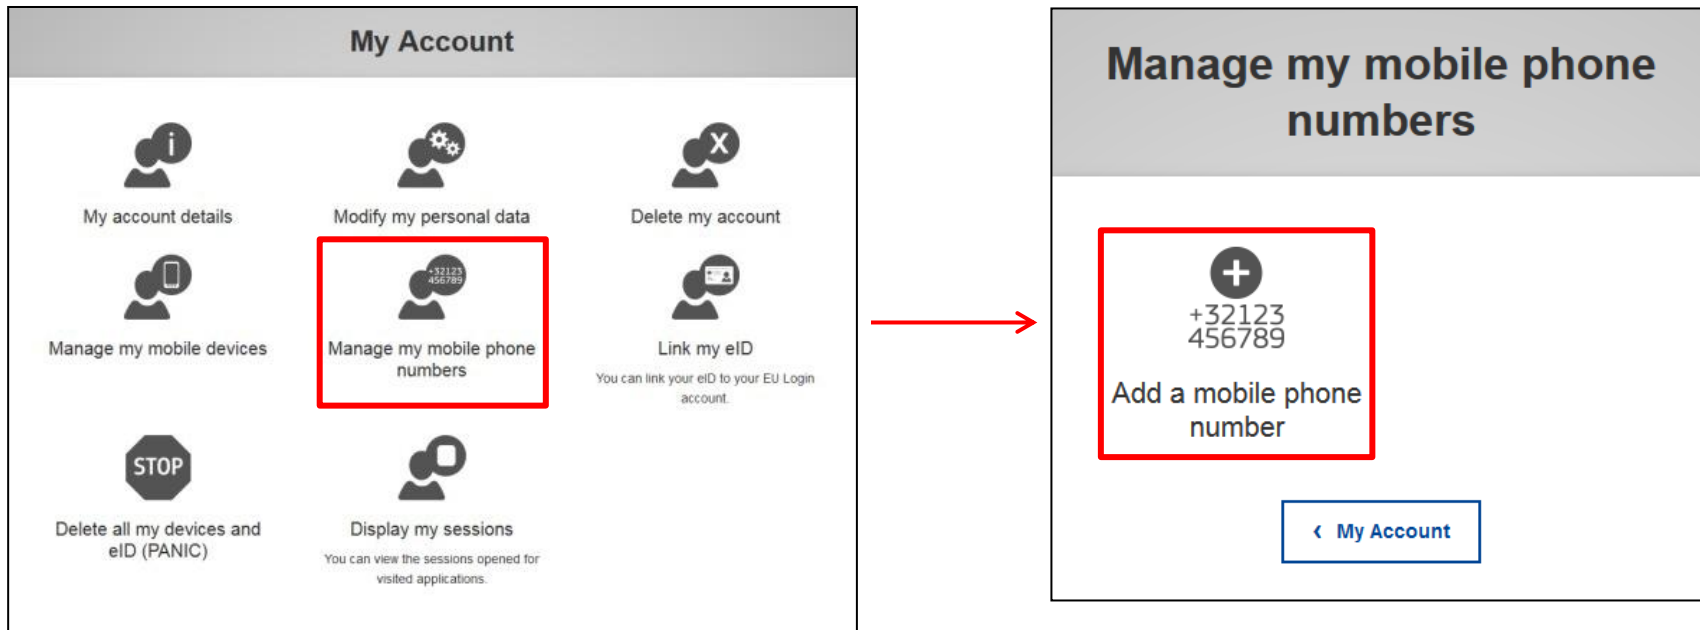 My Account
i
X
My account details
Modify my personal data
Delete my account
+32123
456789
Manage my mobile devices
Manage my mobile phone
numbers
Link my eID
You can link your eID to your EU Login
account.
STOP
Delete all my devices and
eID (PANIC)
Display my sessions
You can view the sessions opened for
visited applications.
Manage my mobile phone
numbers
+32123
456789
Add a mobile phone
number
‹ My Account